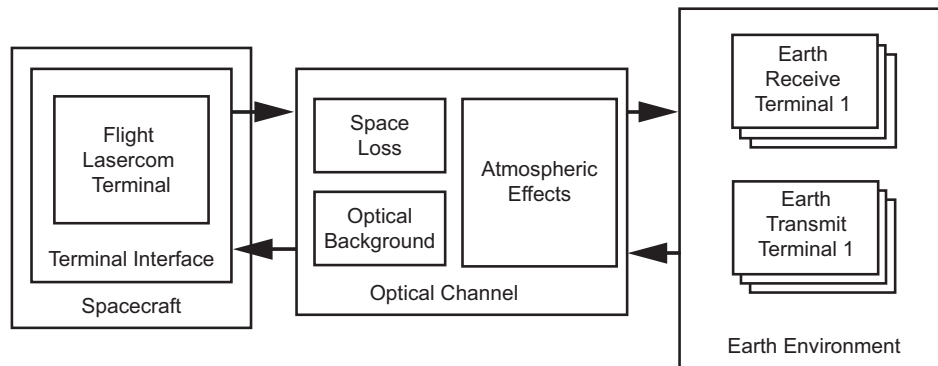 Flight
Lasercom
Terminal
Terminal Interface
Spacecraft
Space
Loss
Optical
Background
Atmospheric
Effects
Optical Channel
Earth
Receive
Terminal 1
Earth
Transmit
Terminal 1
Earth Environment